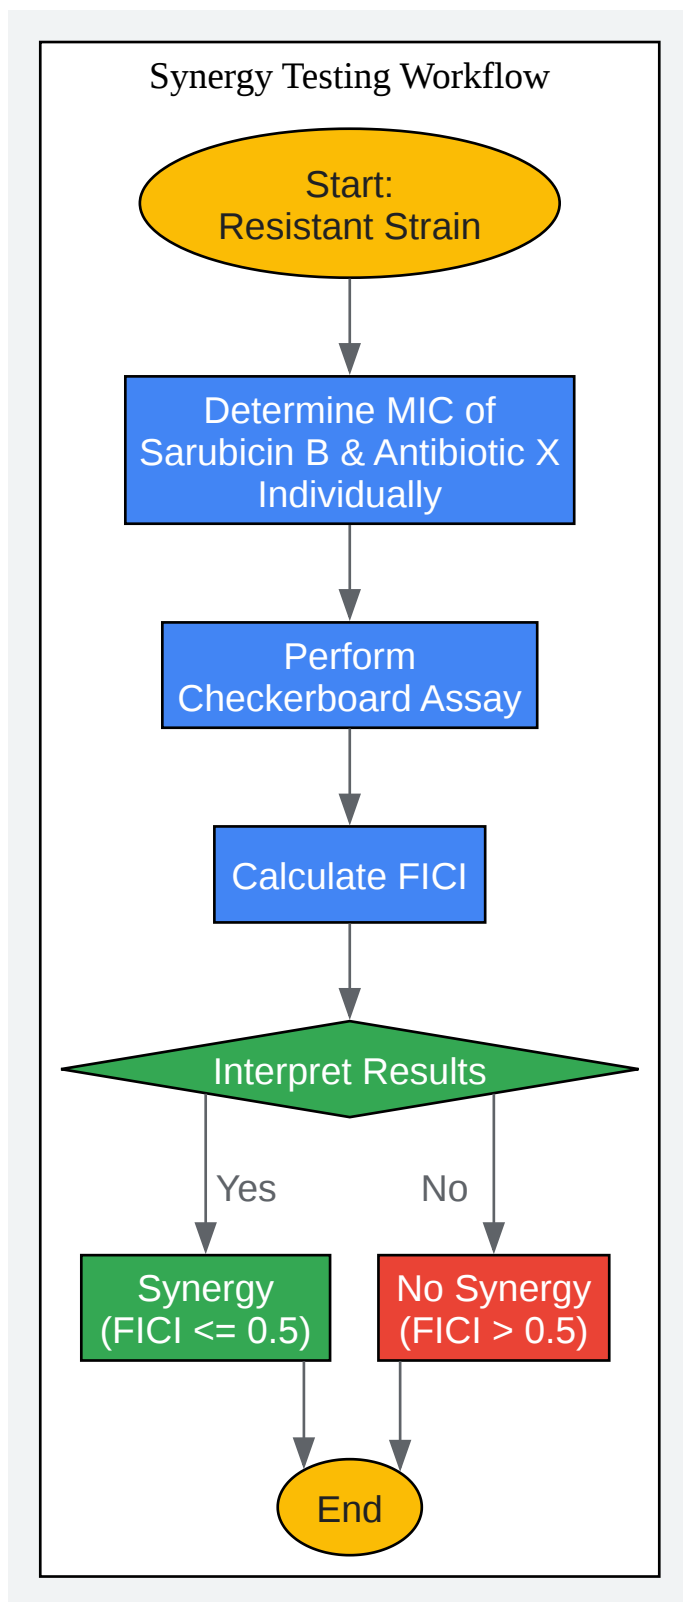 Synergy Testing Workflow
Start:
Resistant Strain
Determine MIC of
Sarubicin B & Antibiotic X
Individually
Perform
Checkerboard Assay
Calculate FICI
Interpret Results
Yes
No
Synergy
(FICI <= 0.5)
No Synergy
(FICI > 0.5)
End